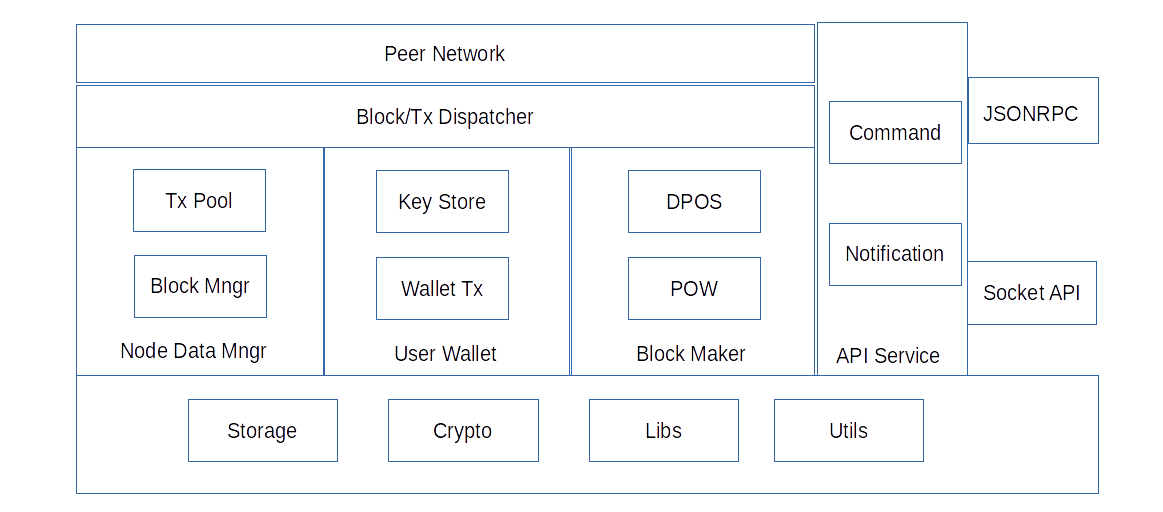 Peer Network
Block/Tx Dispatcher
Tx Pool
Block Mngr
Node Data Mngr
Key Store
Wallet Tx
User Wallet
DPOS
POW
Block Maker
Command
Notification
API Service
JSONRPC
Socket API
Storage
Crypto
Libs
Utils